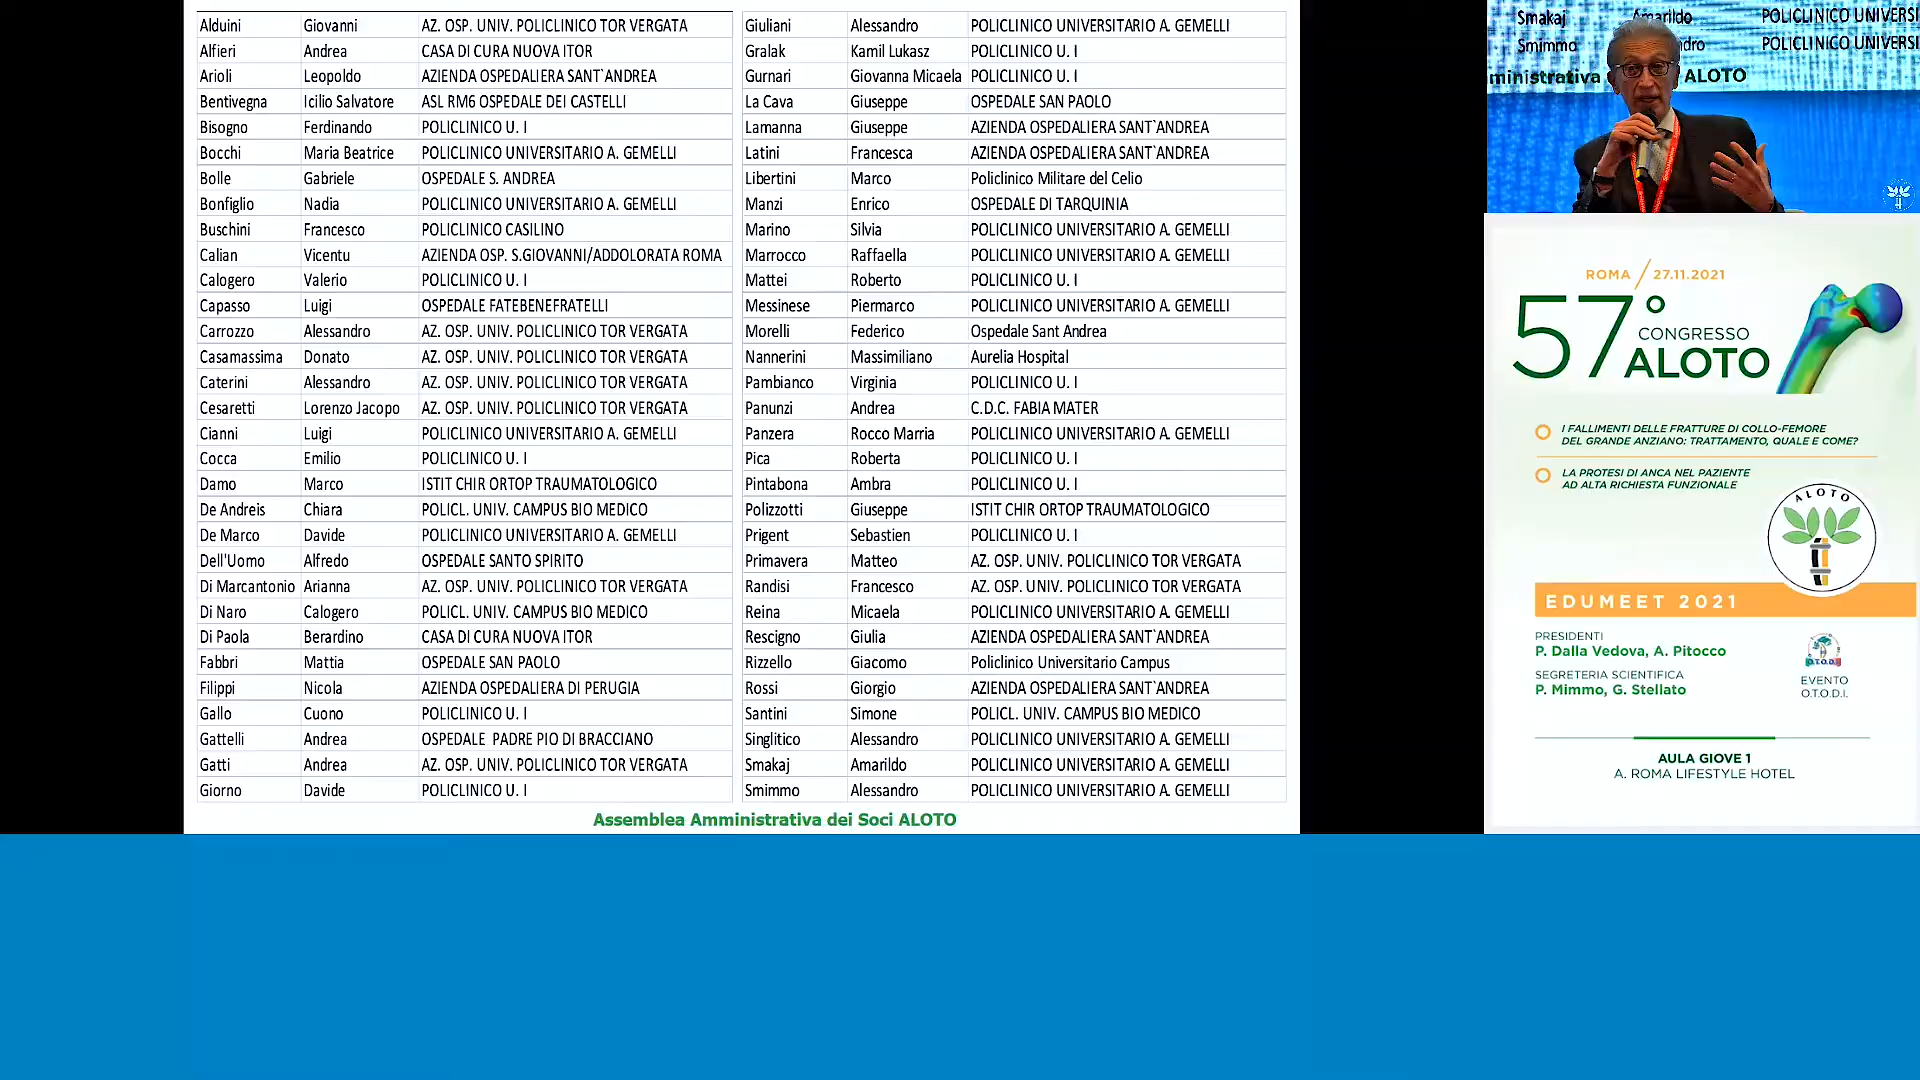 Alduini Giovanni AZ. OSP. UNIV. POLICLINICO TOR VERGATA
Alfieri Andrea CASA DI CURA NUOVA ITOR
Arioli Leopoldo AZIENDA OSPEDALIERA SANT`ANDREA
Bentivegna Icilio Salvatore ASL RM6 OSPEDALE DEI CASTELLI
Bisogno Ferdinando POLICLINICO U. I
Bocchi Maria Beatrice POLICLINICO UNIVERSITARIO A. GEMELLI
Bolle Gabriele OSPEDALE S. ANDREA
Bonfiglio Nadia POLICLINICO UNIVERSITARIO A. GEMELLI
Buschini Francesco POLICLINICO CASILINO
Calian Vicentu AZIENDA OSP. S.GIOVANNI/ADDOLORATA ROMA
Calogero Valerio POLICLINICO U. I
Capasso Luigi OSPEDALE FATEBENEFRATELLI
Carrozzo Alessandro AZ. OSP. UNIV. POLICLINICO TOR VERGATA
Casamassima Donato AZ. OSP. UNIV. POLICLINICO TOR VERGATA
Caterini Alessandro AZ. OSP. UNIV. POLICLINICO TOR VERGATA
Cesaretti Lorenzo Jacopo AZ. OSP. UNIV. POLICLINICO TOR VERGATA
Cianni Luigi POLICLINICO UNIVERSITARIO A. GEMELLI
Cocca Emilio POLICLINICO U. I
Damo Marco ISTIT CHIR ORTOP TRAUMATOLOGICO
De Andreis Chiara POLICL. UNIV. CAMPUS BIO MEDICO
De Marco Davide POLICLINICO UNIVERSITARIO A. GEMELLI
Dell'Uomo Alfredo OSPEDALE SANTO SPIRITO
Di Marcantonio Arianna AZ. OSP. UNIV. POLICLINICO TOR VERGATA
Di Naro Calogero POLICL. UNIV. CAMPUS BIO MEDICO
Di Paola Berardino CASA DI CURA NUOVA ITOR
Fabbri Mattia OSPEDALE SAN PAOLO
Filippi Nicola AZIENDA OSPEDALIERA DI PERUGIA
Gallo Cuono POLICLINICO U. I
Gattelli Andrea OSPEDALE PADRE PIO DI BRACCIANO
Gatti Andrea AZ. OSP. UNIV. POLICLINICO TOR VERGATA
Giorno Davide POLICLINICO U. I
Giuliani Alessandro POLICLINICO UNIVERSITARIO A. GEMELLI
Gralak Kamil Lukasz POLICLINICO U. I
Gurnari Giovanna Micaela POLICLINICO U. I
La Cava Giuseppe OSPEDALE SAN PAOLO
Lamanna Giuseppe AZIENDA OSPEDALIERA SANT`ANDREA
Latini Francesca AZIENDA OSPEDALIERA SANT`ANDREA
Libertini Marco Policlinico Militare del Celio
Manzi Enrico OSPEDALE DI TARQUINIA
Marino Silvia POLICLINICO UNIVERSITARIO A. GEMELLI
Marrocco Raffaella POLICLINICO UNIVERSITARIO A. GEMELLI
Mattei Roberto POLICLINICO U. I
Messinese Piermarco POLICLINICO UNIVERSITARIO A. GEMELLI
Morelli Federico Ospedale Sant Andrea
Nannerini Massimiliano Aurelia Hospital
Pambianco Virginia POLICLINICO U. I
Panunzi Andrea C.D.C. FABIA MATER
Panzera Rocco Marria POLICLINICO UNIVERSITARIO A. GEMELLI
Pica Roberta POLICLINICO U. I
Pintabona Ambra POLICLINICO U. I
Polizzotti Giuseppe ISTIT CHIR ORTOP TRAUMATOLOGICO
Prigent Sebastien POLICLINICO U. I
Primavera Matteo AZ. OSP. UNIV. POLICLINICO TOR VERGATA
Randisi Francesco AZ. OSP. UNIV. POLICLINICO TOR VERGATA
Reina Micaela POLICLINICO UNIVERSITARIO A. GEMELLI
Rescigno Giulia AZIENDA OSPEDALIERA SANT`ANDREA
Rizzello Giacomo Policlinico Universitario Campus
Rossi Giorgio AZIENDA OSPEDALIERA SANT`ANDREA
Santini Simone POLICL. UNIV. CAMPUS BIO MEDICO
Singlitico Alessandro POLICLINICO UNIVERSITARIO A. GEMELLI
Smakaj Amarildo POLICLINICO UNIVERSITARIO A. GEMELLI
Smimmo Alessandro POLICLINICO UNIVERSITARIO A. GEMELLI
Assemblea Amministrativa dei Soci ALOTO
Smakaj Amarildo POLICLINICO UNIVERSI
Smimmo dro POLICLINICO UNIVERSI
ministrativa ALOTO
ROMA / 27.11.2021
57° CONGRESSO
ALOTO
I FALLIMENTI DELLE FRATTURE DI COLLO-FEMORE
DEL GRANDE ANZIANO: TRATTAMENTO, QUALE E COME?
LA PROTESI DI ANCA NEL PAZIENTE
AD ALTA RICHIESTA FUNZIONALE
ALOTO
EDUMEET 2021
PRESIDENTI
P. Dalla Vedova, A. Pitocco
SEGRETERIA SCIENTIFICA
P. Mimmo, G. Stellato
O.T.O.D.I.
EVENTO
O.T.O.D.I.
AULA GIOVE 1
A. ROMA LIFESTYLE HOTEL